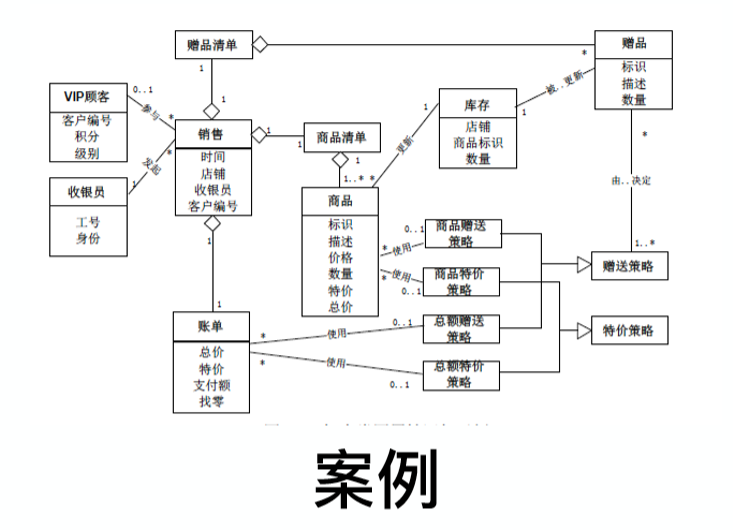 赠品清单
赠品
标识
描述
数量
*
1
1
VIP顾客
客户编号
积分
级别
0..1
参与
*
销售
时间
店铺
收银员
客户编号
1
1
商品清单
1
1..*
*
更新
1
库存
店铺
商品标识
数量
1
被..更新
发起
*
1
收银员
工号
身份
商品
标识
描述
价格
数量
特价
总价
*
由..决定
1..*
0..1
商品赠送
策略
*
使用
*
使用
0..1
商品特价
策略
赠送策略
1
1
账单
总价
特价
支付额
找零
*
使用
0..1
总额赠送
策略
特价策略
*
使用
0..1
总额特价
策略
案例